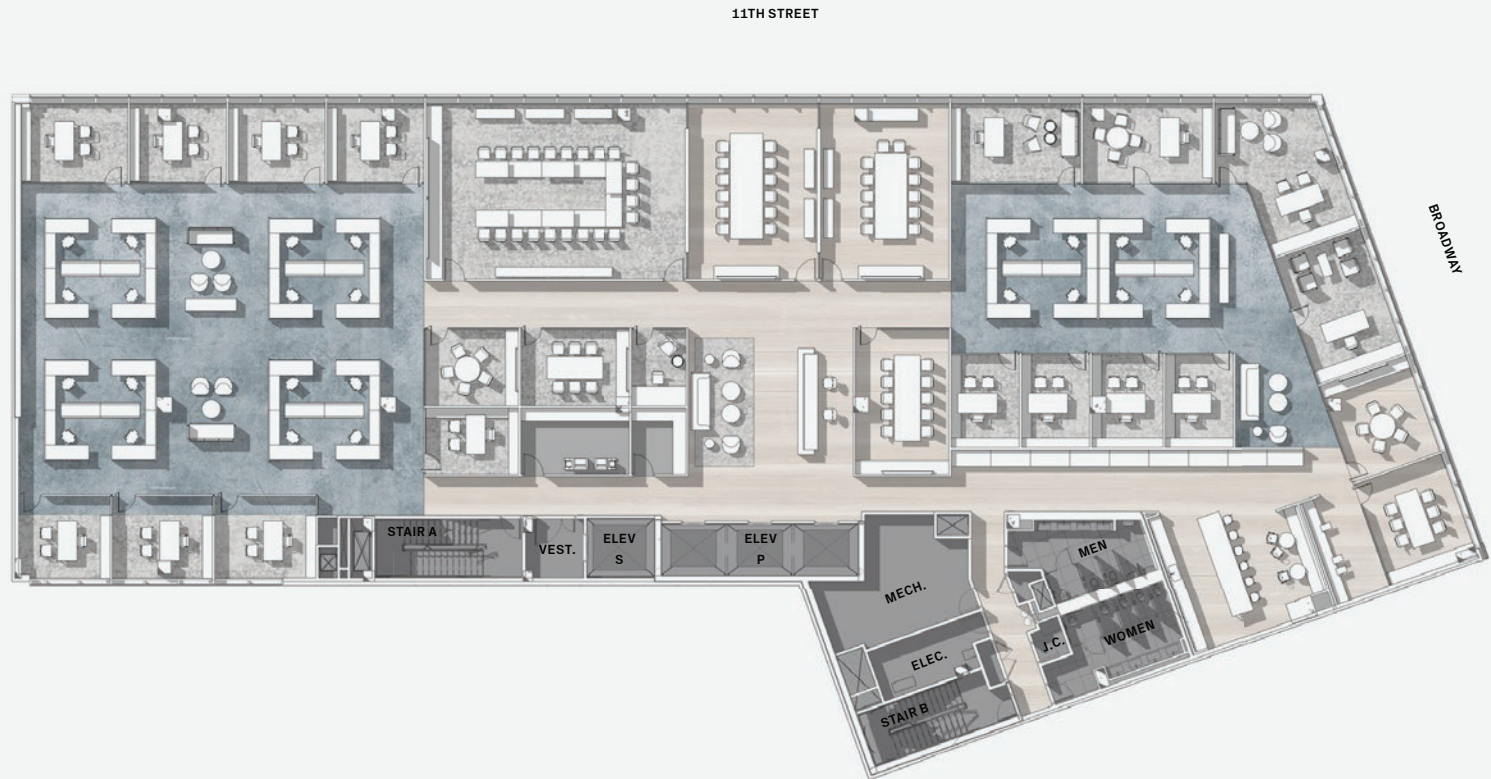 11TH STREET
BROADWAY
STAIR A
VEST.
ELEV
S
ELEV
P
MEN
MECH.
WOMEN
J.C.
ELEC.
STAIR B